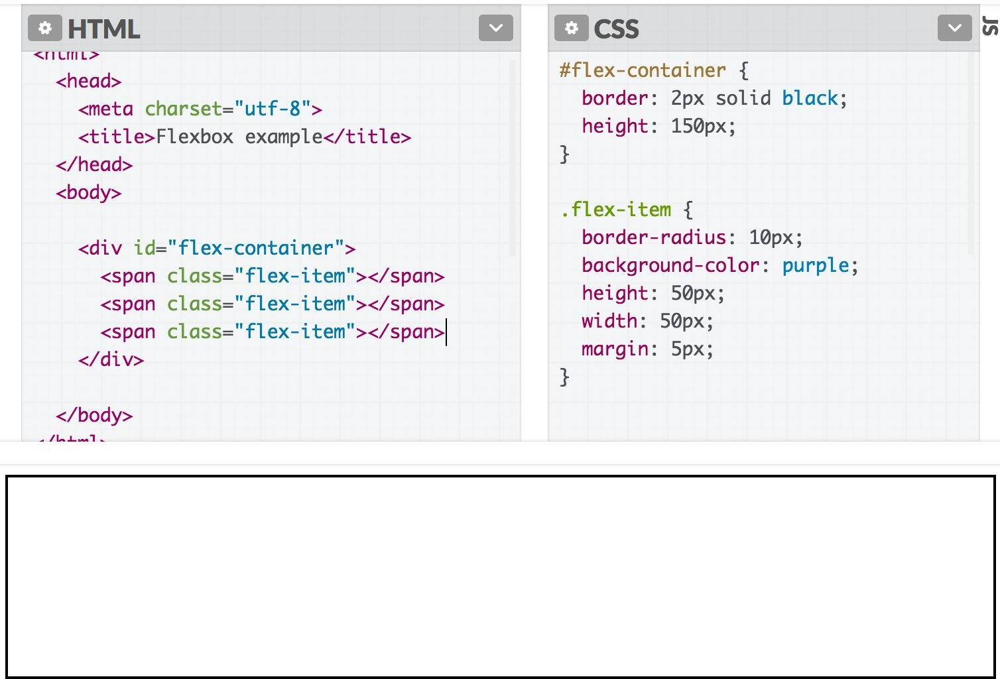 HTML
<html>
<head>
<meta charset="utf-8">
<title>Flexbox example</title>
</head>
<body>
<div id="flex-container">
<span class="flex-item"></span>
<span class="flex-item"></span>
<span class="flex-item"></span>
</div>
</body>
</html>
CSS
#flex-container {
border: 2px solid black;
height: 150px;
}
.flex-item {
border-radius: 10px;
background-color: purple;
height: 50px;
width: 50px;
margin: 5px;
}
JS